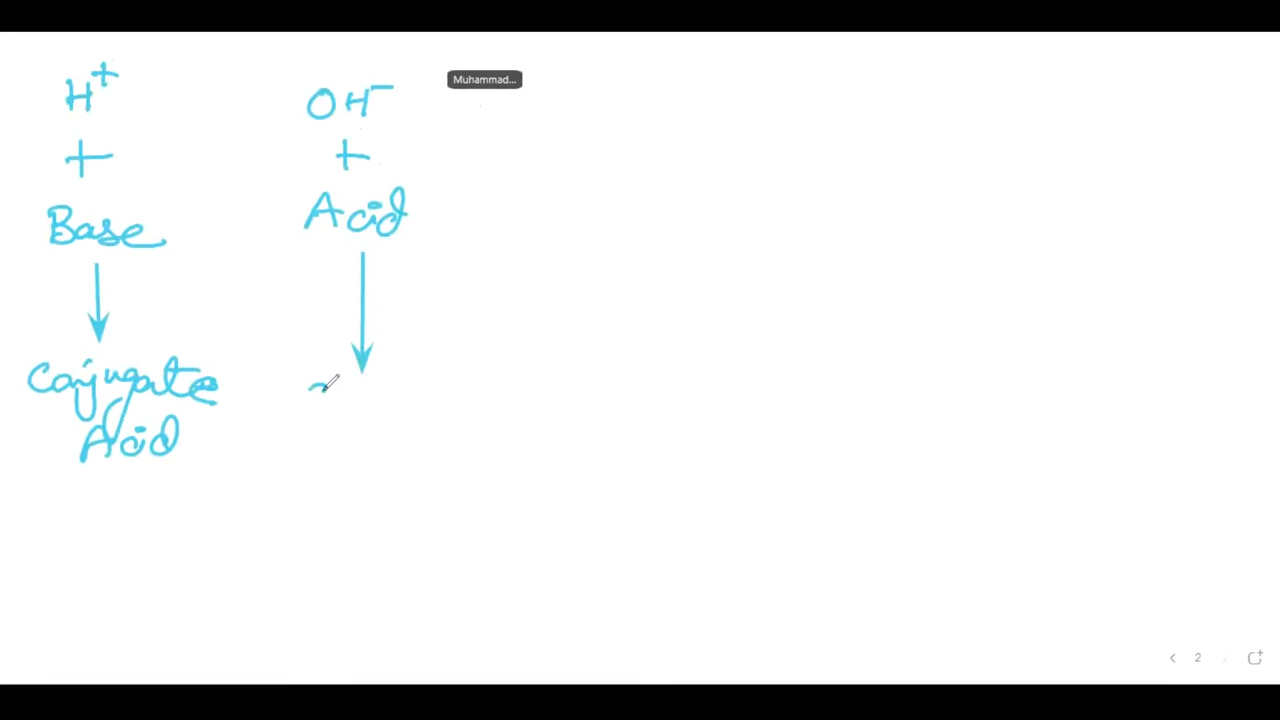 H+
+
Base
Conjugate
Acid
OH-
+
Acid
Muhammad...
2